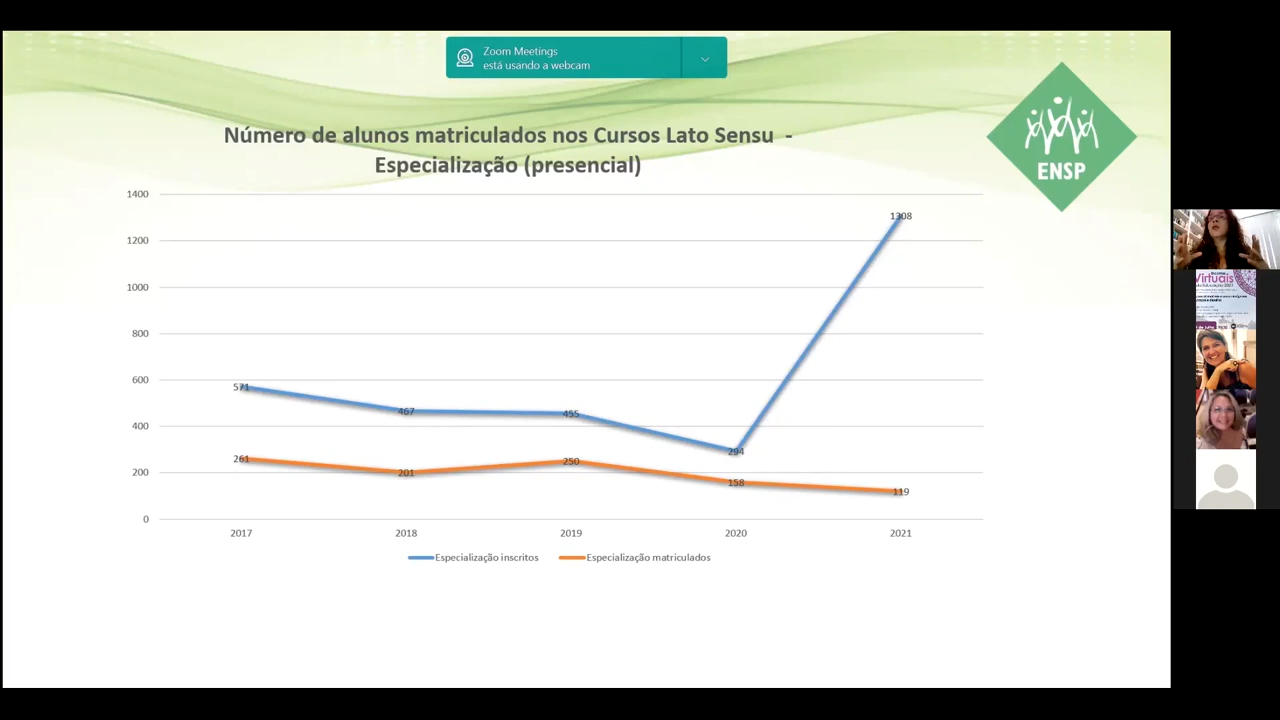 Zoom Meetings
está usando a webcam
Número de alunos matriculados nos Cursos Lato Sensu -
Especialização (presencial)
ENSP
1400
1200
1000
800
600
400
200
0
571
467
455
294
1308
261
201
250
158
119
2017
2018
2019
2020
2021
Especialização inscritos
Especialização matriculados
Virtuais